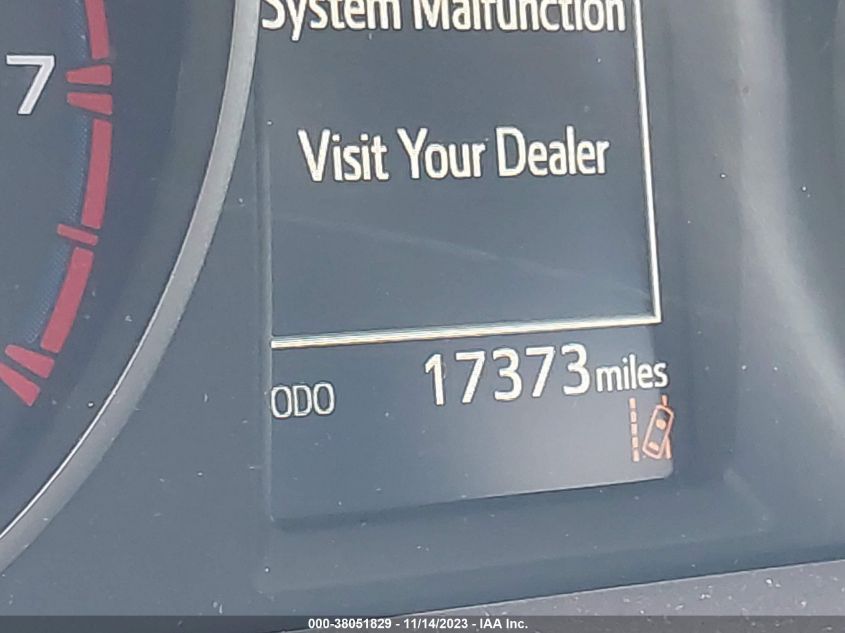 System Malfunction
7
Visit Your Dealer
ODO 17373 miles
000-38051829 - 11/14/2023 - IAA Inc.